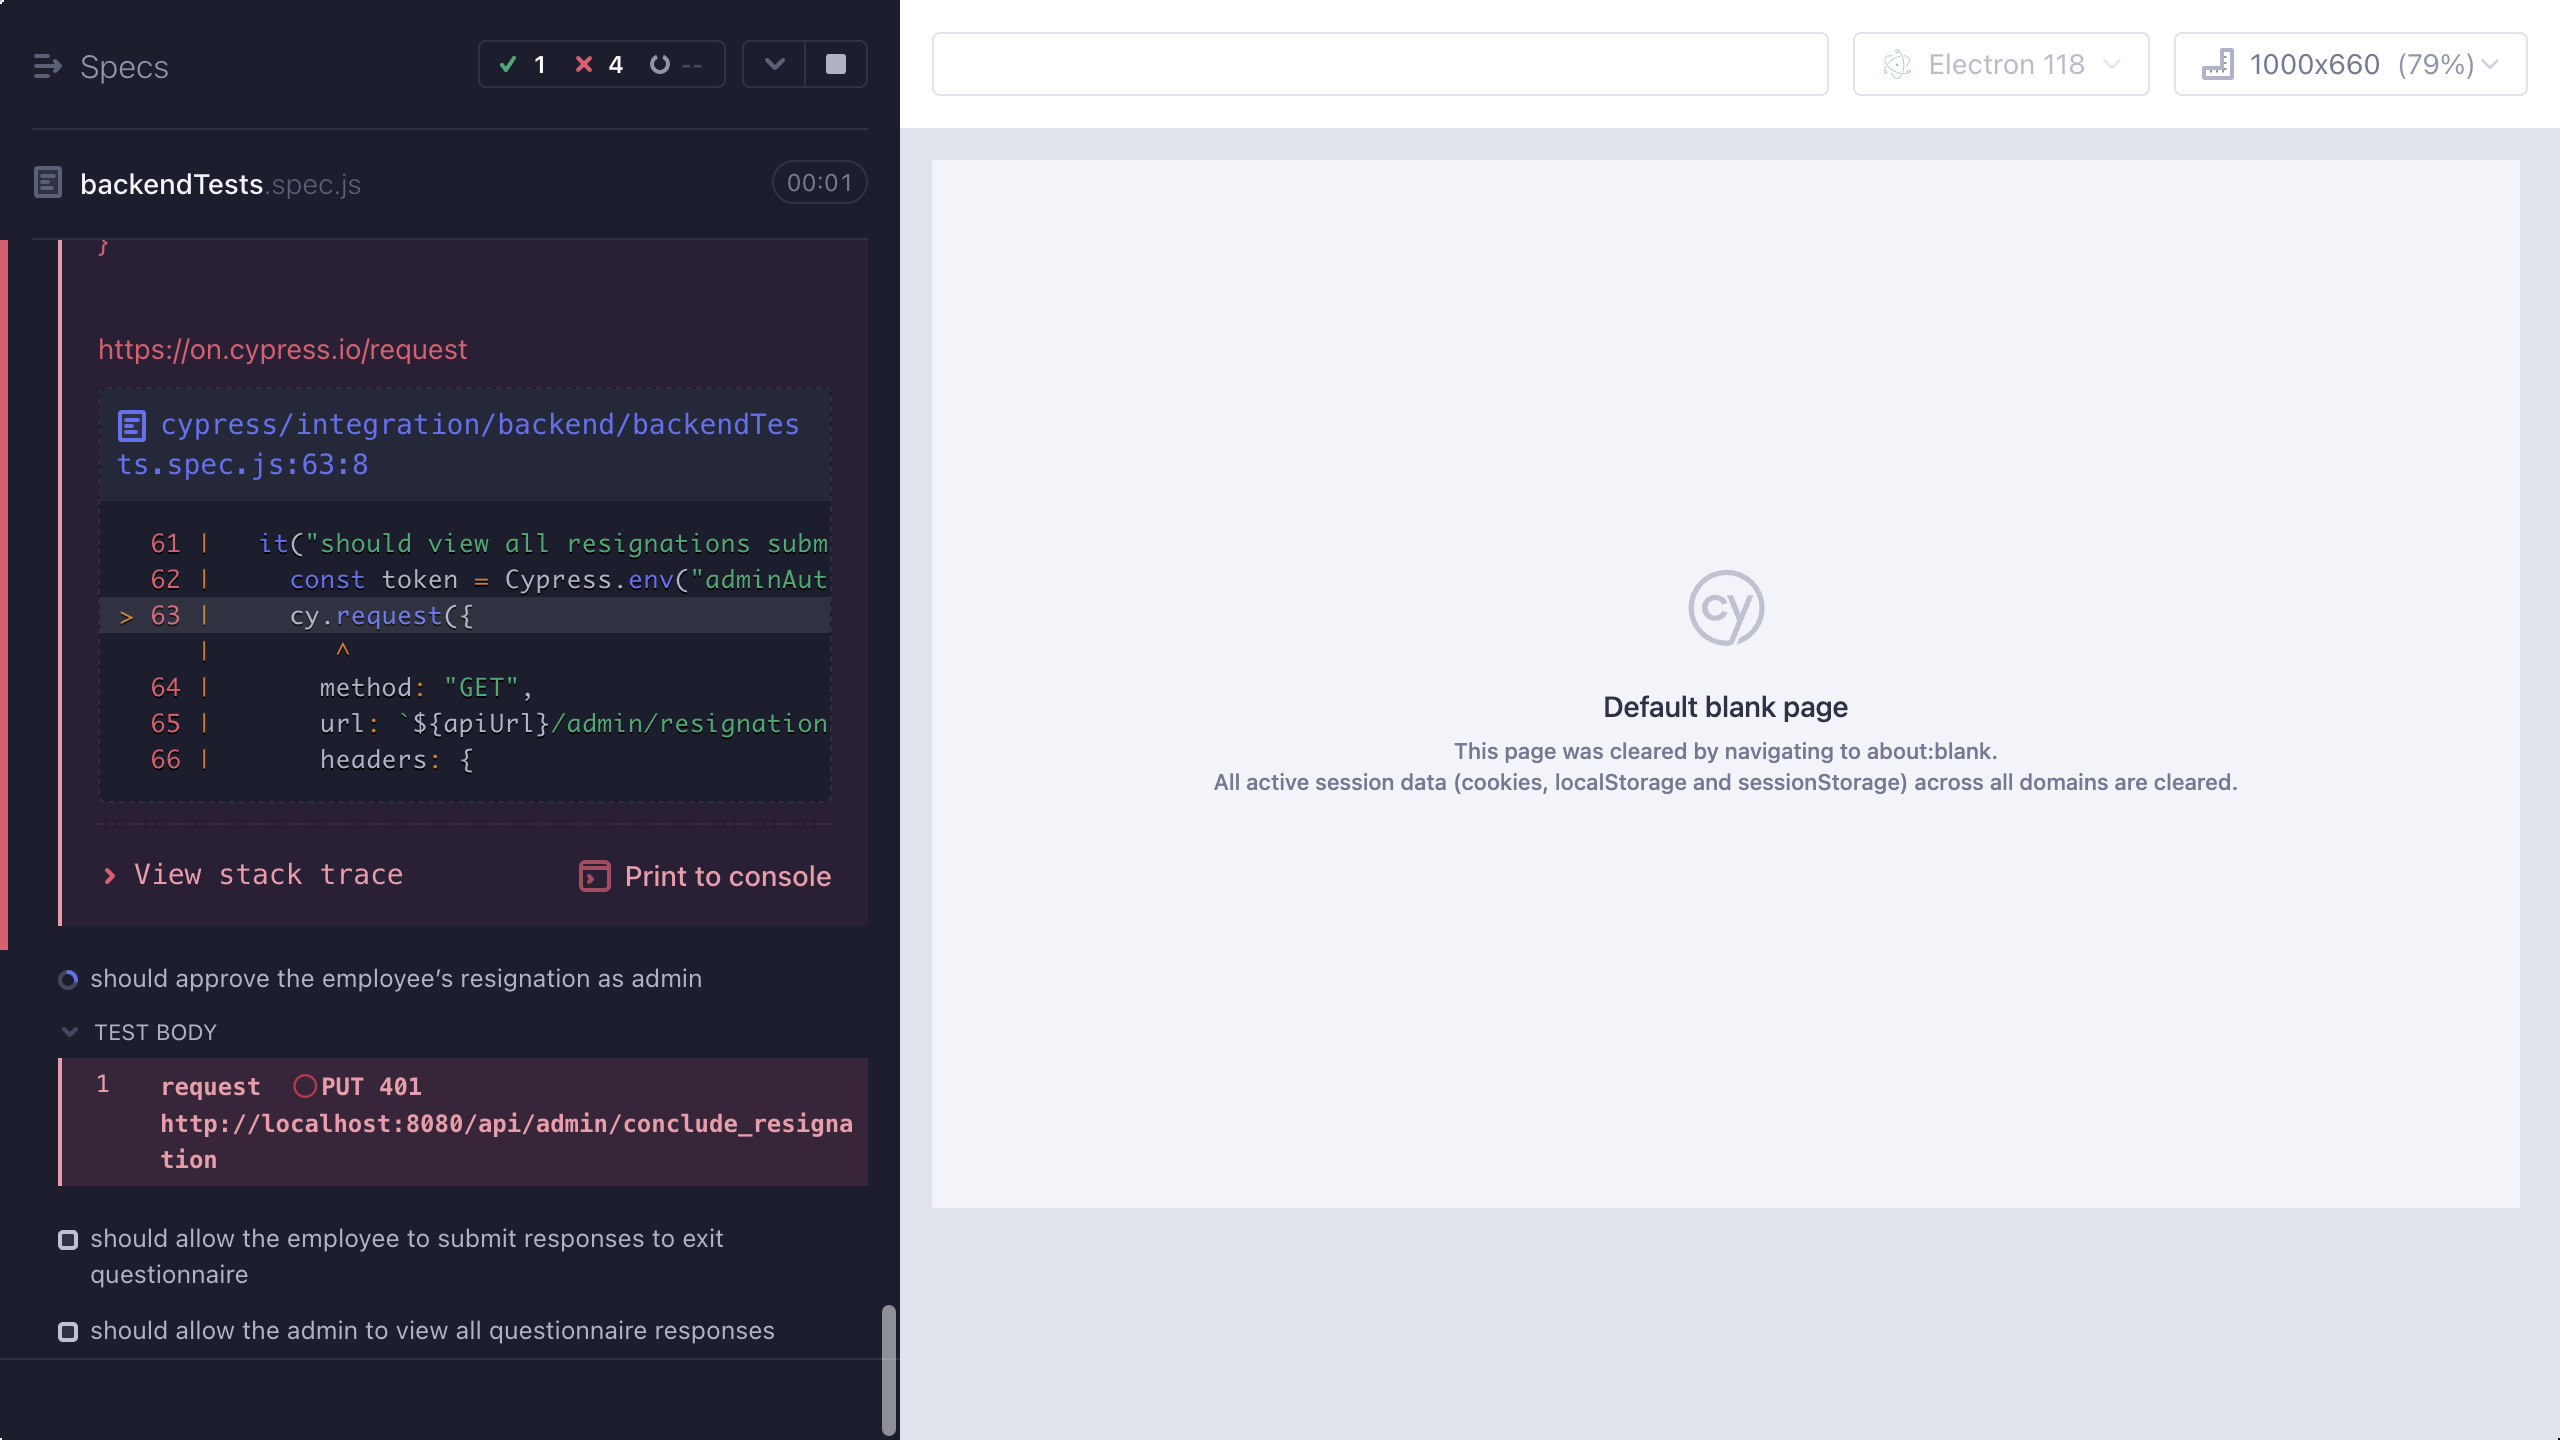 Specs
1 4 --
backendTests.spec.js
00:01
}
https://on.cypress.io/request
cypress/integration/backend/backendTes
ts.spec.js:63:8
61 | it("should view all resignations subm
62 | const token = Cypress.env("adminAut
> 63 | cy.request({
| ^
64 | method: "GET",
65 | url: `${apiUrl}/admin/resignation
66 | headers: {
View stack trace
Print to console
should approve the employee’s resignation as admin
TEST BODY
1 request PUT 401
http://localhost:8080/api/admin/conclude_resigna
tion
should allow the employee to submit responses to exit
questionnaire
should allow the admin to view all questionnaire responses
Electron 118
1000x660 (79%)
cy
Default blank page
This page was cleared by navigating to about:blank.
All active session data (cookies, localStorage and sessionStorage) across all domains are cleared.